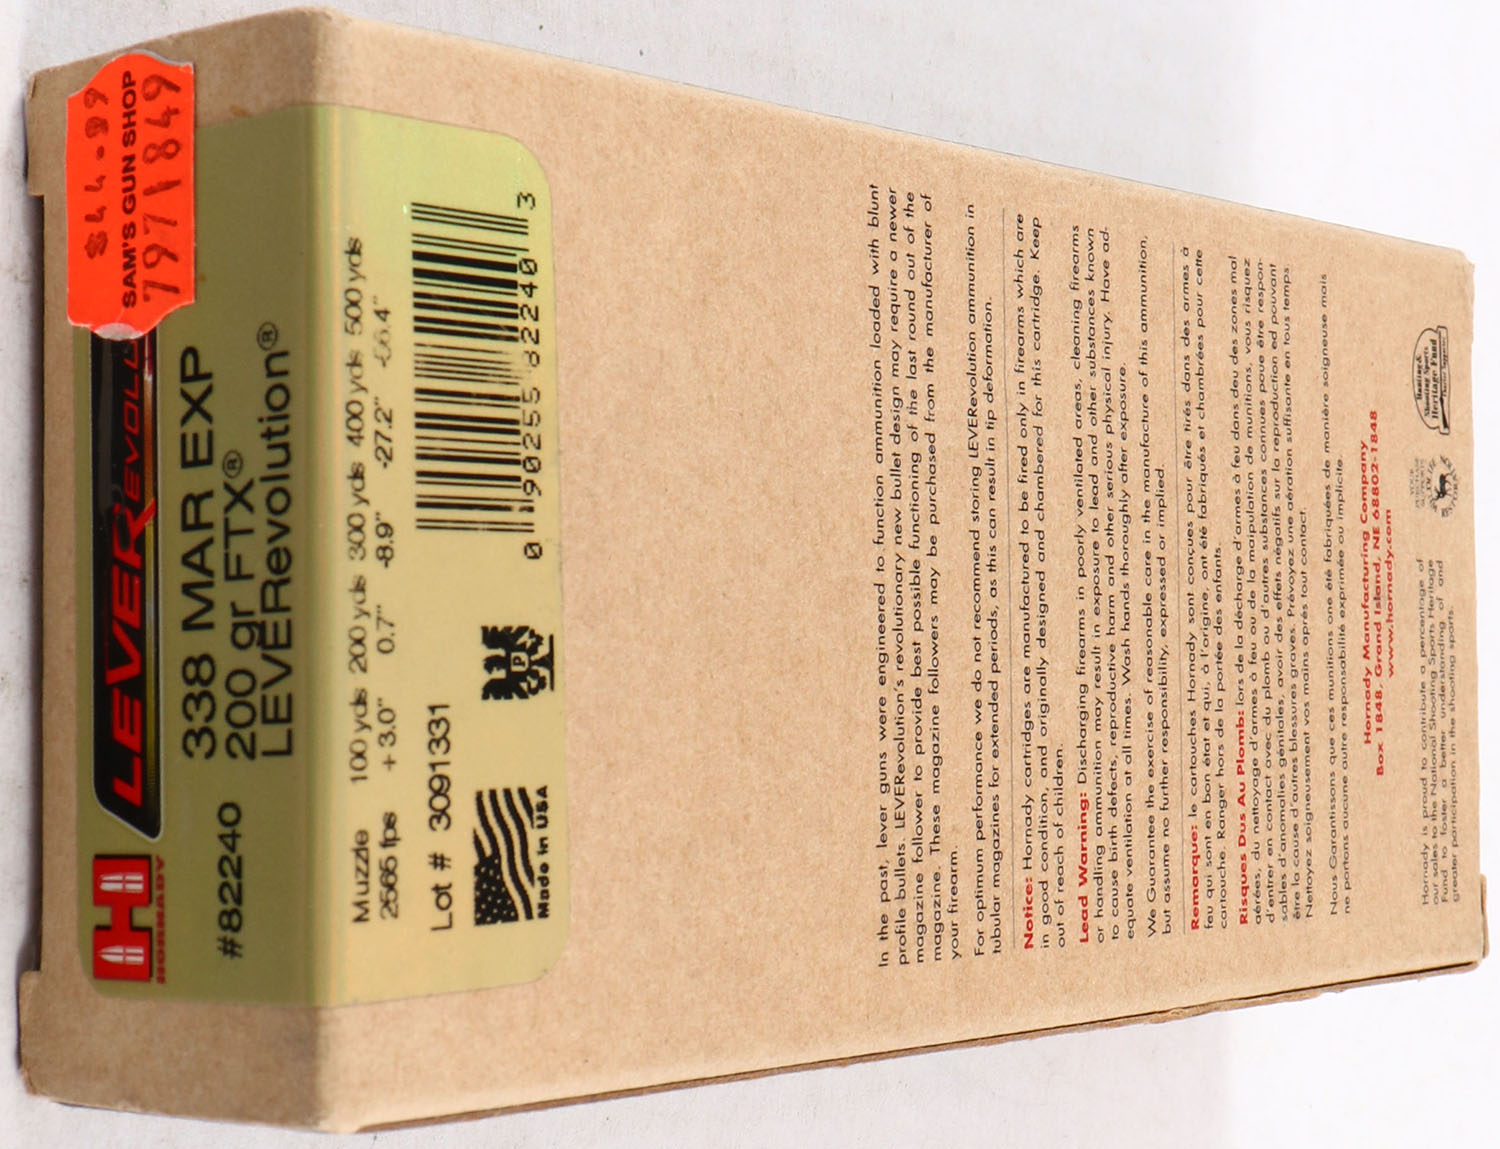 $44.99
SAM'S GUN SHOP
7971849
HORNADY
LEVEREVOLU
#82240
338 MAR EXP
200 gr FTX®
LEVERevolution®
Muzzle 100 yds 200 yds 300 yds 400 yds 500 yds
2565 fps + 3.0" 0.7" -8.9" -27.2" -56.4"
Lot # 3091331
Made in USA
0 90255 82240 3
In the past, lever guns were engineered to function ammunition loaded with blunt
profile bullets. LEVERevolution's revolutionary new bullet design may require a newer
magazine follower to provide best possible functioning of the last round out of the
magazine. These magazine followers may be purchased from the manufacturer of
your firearm.
For optimum performance we do not recommend storing LEVERevolution ammunition in
tubular magazines for extended periods, as this can result in tip deformation.
Notice: Hornady cartridges are manufactured to be fired only in firearms which are
in good condition, and originally designed and chambered for this cartridge. Keep
out of reach of children.
Lead Warning: Discharging firearms in poorly ventilated areas, cleaning firearms
or handling ammunition may result in exposure to lead and other substances known
to cause birth defects, reproductive harm and other serious physical injury. Have ad-
equate ventilation at all times. Wash hands thoroughly after exposure.
We Guarantee the exercise of reasonable care in the manufacture of this ammunition,
but assume no further responsibility, expressed or implied.
Remarque: le cartouches Hornady sont conçues pour être tirés dans des armes à
feu qui sont en bon état et qui, à l'origine, ont été fabriqués et chambrées pour cette
cartouche. Ranger hors de la portée des enfants.
Risques Dus Au Plomb: lors de la décharge d'armes à feu dans deu des zones mal
aérées, du nettoyage d'armes à feu ou de la maipulation de munitions, vous risquez
d'entrer en contact avec du plomb ou d'autres substances connues poue être respon-
sables d'anomalies génitales, avoir des effets négatifs sur la reproduction ed pouvant
être la cause d'autres blessures graves. Prévoyez une aération suffisante en tous temps.
Nettoyez soigneusement vos mains aprés tout contact.
Nous Garantissons que ces munitions one été fabriquées de manière soigneuse mais
ne portons aucune autre responsabilité exprimée ou implicite.
Hornady Manufacturing Company
Box 1848, Grand Island, NE 68802-1848
www.hornady.com
Hornady is proud to contribute a percentage of
our sales to the National Shooting Sports Heritage
Fund to foster a better understanding of and
greater participation in the shooting sports.
Hunting &
Shooting Sports
Heritage Fund